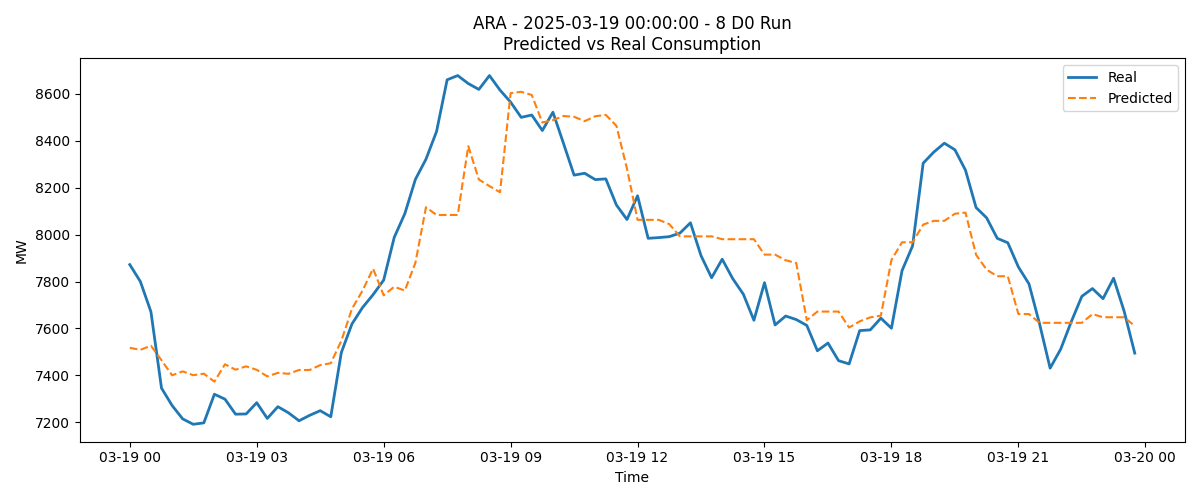 ARA - 2025-03-19 00:00:00 - 8 D0 Run
Predicted vs Real Consumption
Real
Predicted
MW
8600
8400
8200
8000
7800
7600
7400
7200
03-19 00
03-19 03
03-19 06
03-19 09
03-19 12
03-19 15
03-19 18
03-19 21
03-20 00
Time